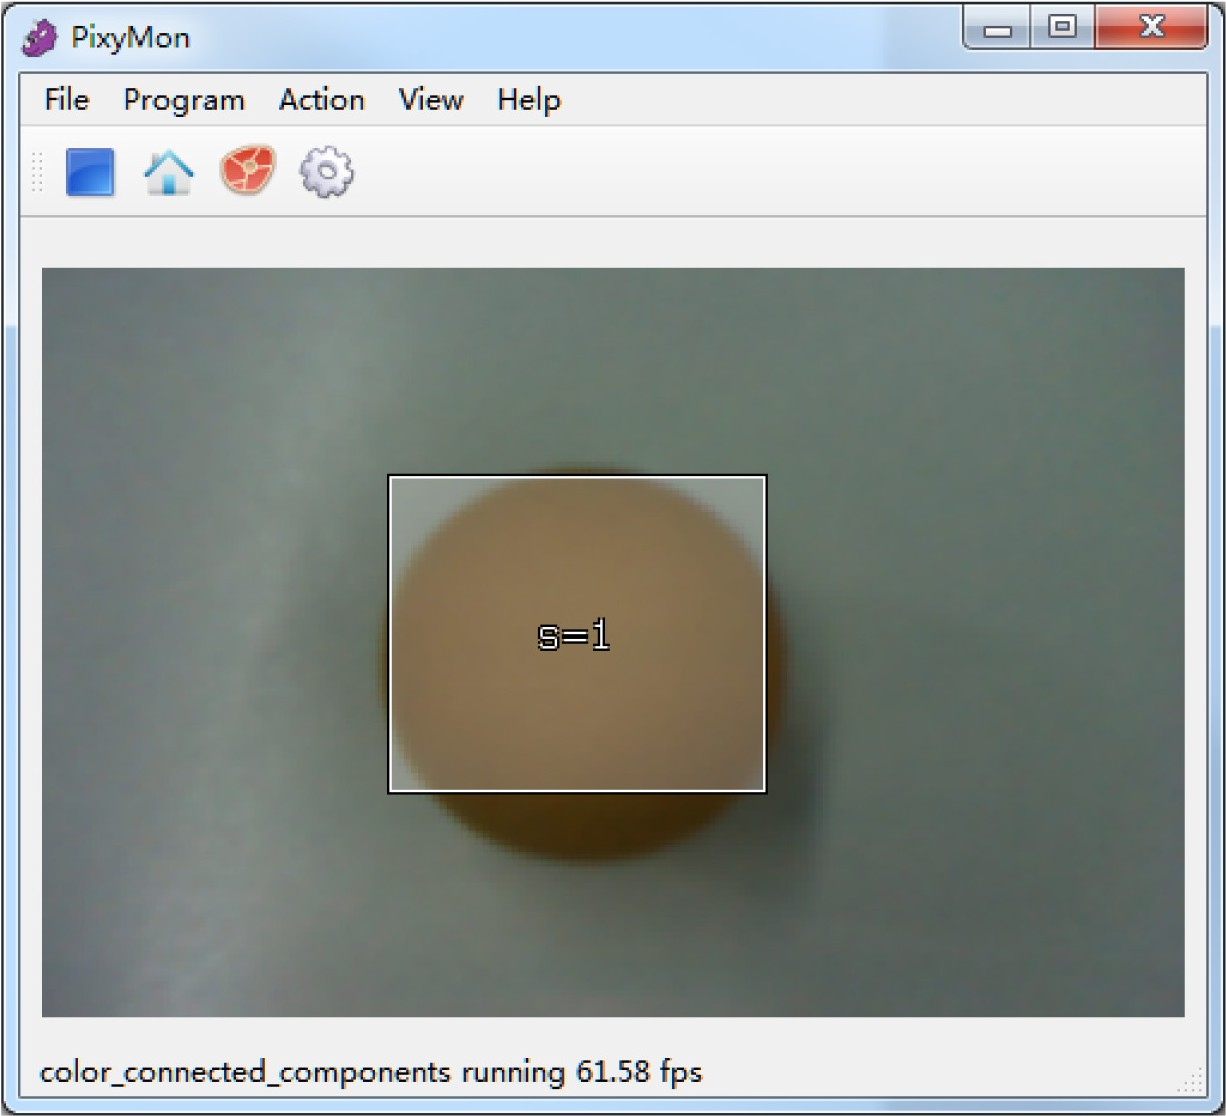 PixyMon
File Program Action View Help
s=1
color_connected_components running 61.58 fps